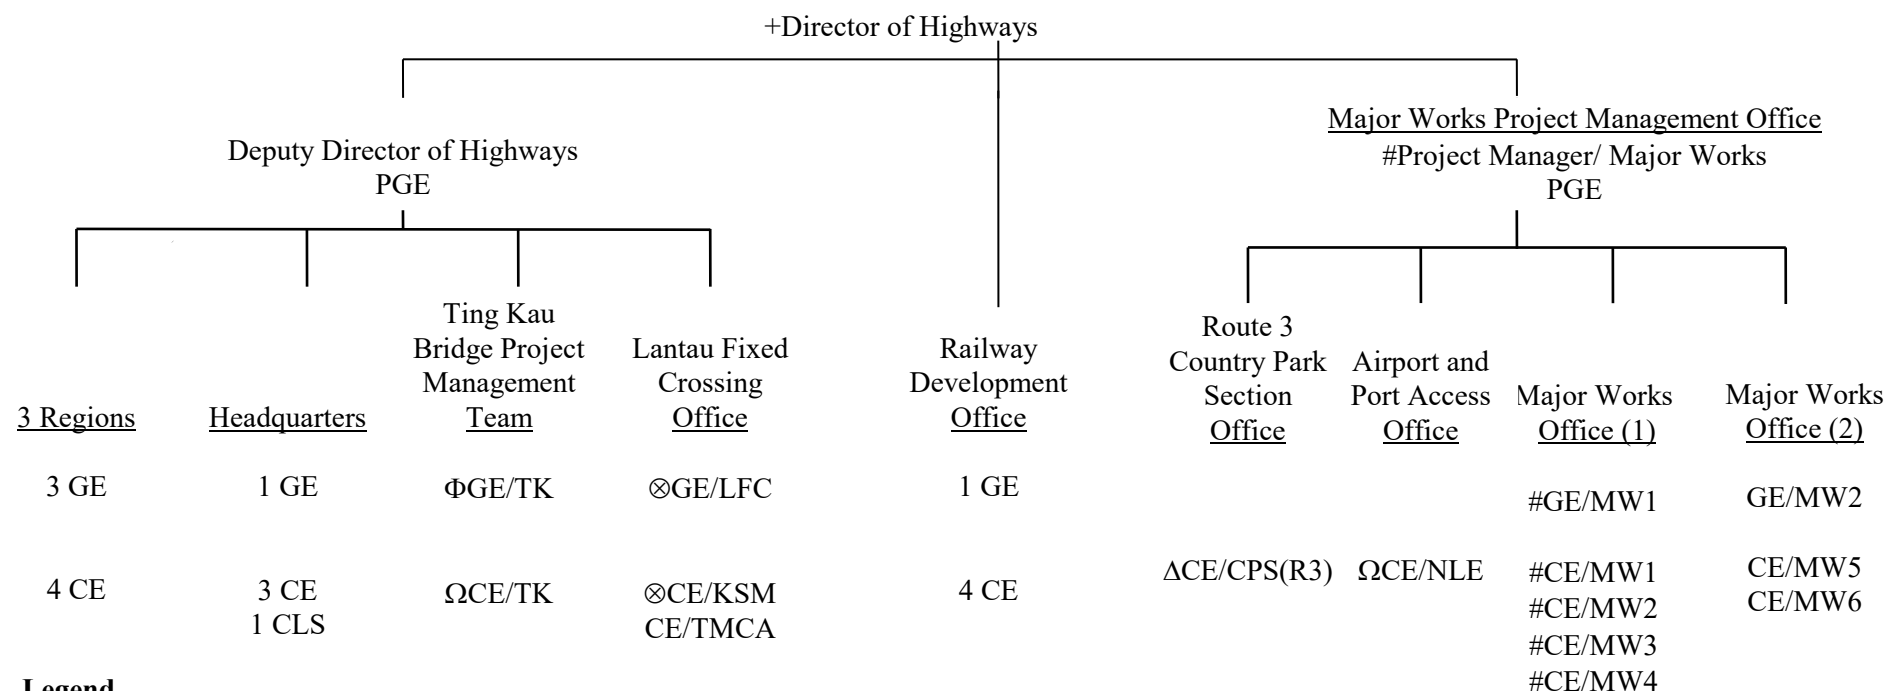 +Director of Highways
Deputy Director of Highways
PGE
Major Works Project Management Office
#Project Manager/ Major Works
PGE
3 Regions
3 GE
4 CE
Headquarters
1 GE
3 CE
1 CLS
Ting Kau
Bridge Project
Management
Team
ΦGE/TK
ΩCE/TK
Lantau Fixed
Crossing
Office
⊗GE/LFC
⊗CE/KSM
CE/TMCA
Railway
Development
Office
1 GE
4 CE
Route 3
Country Park
Section
Office
ΔCE/CPS(R3)
Airport and
Port Access
Office
ΩCE/NLE
Major Works
Office (1)
#GE/MW1
#CE/MW1
#CE/MW2
#CE/MW3
#CE/MW4
Major Works
Office (2)
GE/MW2
CE/MW5
CE/MW6
Legend